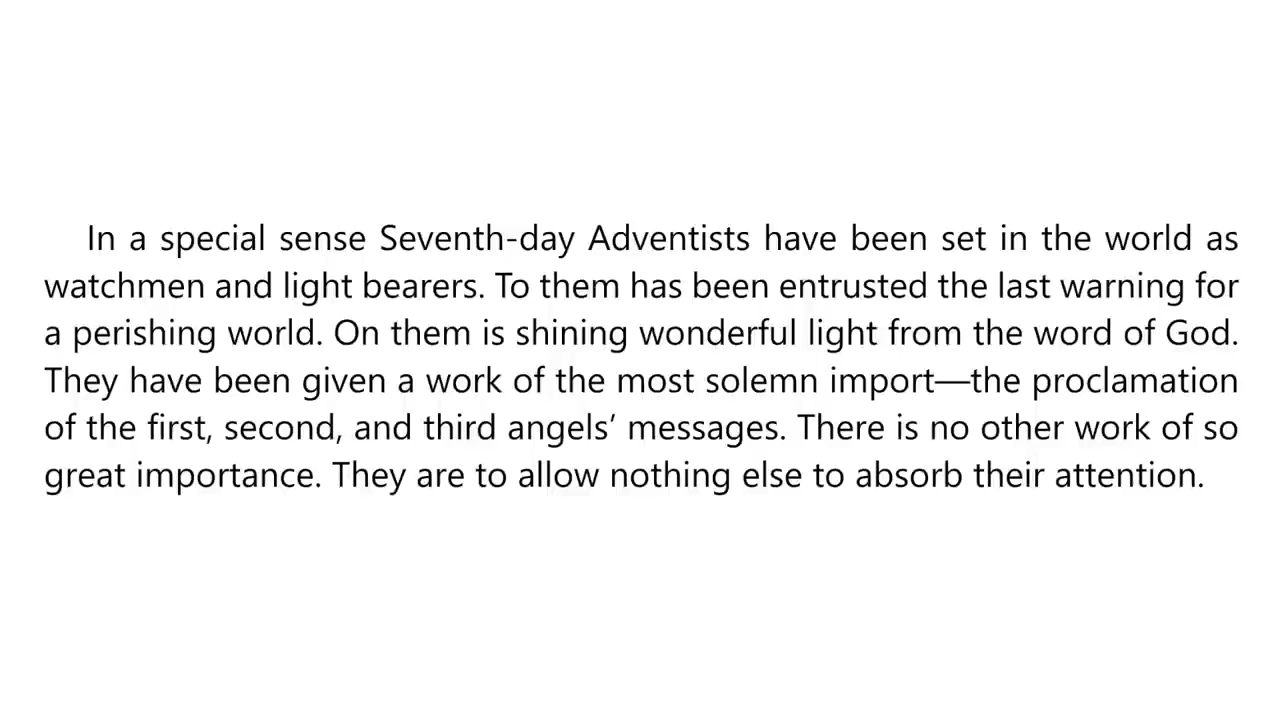 In a special sense Seventh-day Adventists have been set in the world as
watchmen and light bearers. To them has been entrusted the last warning for
a perishing world. On them is shining wonderful light from the word of God.
They have been given a work of the most solemn import—the proclamation
of the first, second, and third angels’ messages. There is no other work of so
great importance. They are to allow nothing else to absorb their attention.